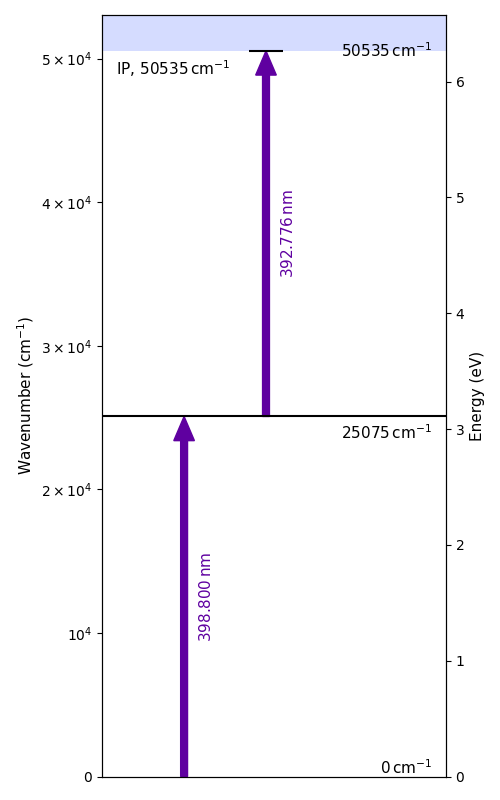 50535 cm⁻¹
IP, 50535 cm⁻¹
5 × 10⁴
4 × 10⁴
3 × 10⁴
2 × 10⁴
10⁴
0
Wavenumber (cm⁻¹)
392.776 nm
25075 cm⁻¹
398.800 nm
0 cm⁻¹
6
5
4
3
2
1
0
Energy (eV)